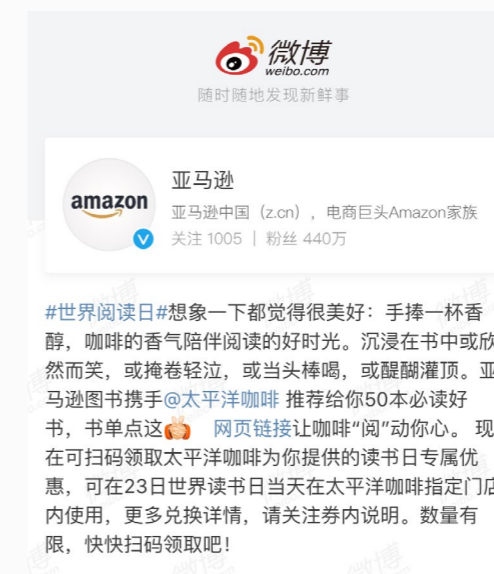 微博
weibo.com
随时随地发现新鲜事
amazon
亚马逊
亚马逊中国（z.cn），电商巨头Amazon家族
关注 1005 | 粉丝 440万
#世界阅读日#想象一下都觉得很美好：手捧一杯香
醇，咖啡的香气陪伴阅读的好时光。沉浸在书中或欣
然而笑，或掩卷轻泣，或当头棒喝，或醍醐灌顶。亚
马逊图书携手@太平洋咖啡 推荐给你50本必读好
书，书单点这 网页链接让咖啡“阅”动你心。 现
在可扫码领取太平洋咖啡为你提供的读书日专属优
惠，可在23日世界读书日当天在太平洋咖啡指定门店
内使用，更多兑换详情，请关注券内说明。数量有
限，快快扫码领取吧！